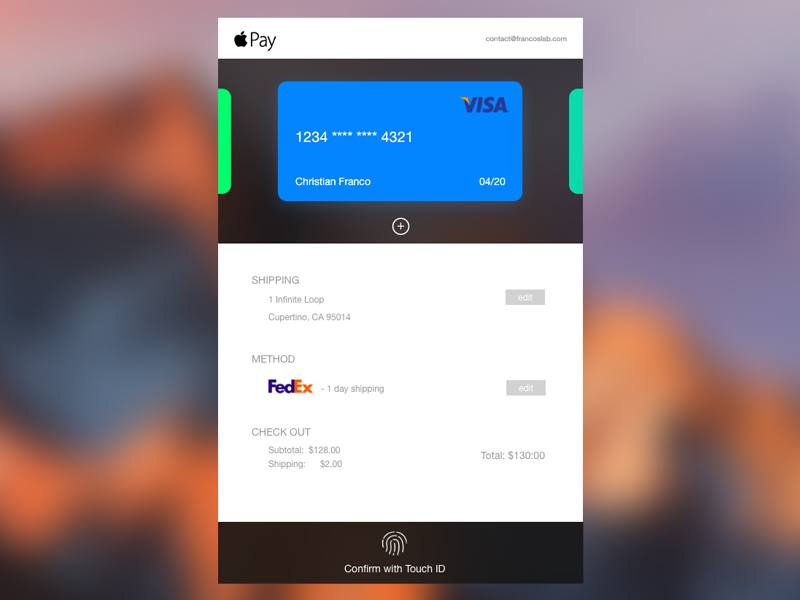 Pay
contact@francoslab.com
VISA
1234 **** **** 4321
Christian Franco 04/20
SHIPPING
1 Infinite Loop
edit
Cupertino, CA 95014
METHOD
FedEx - 1 day shipping edit
CHECK OUT
Subtotal: $128.00
Total: $130:00
Shipping: $2.00
Confirm with Touch ID